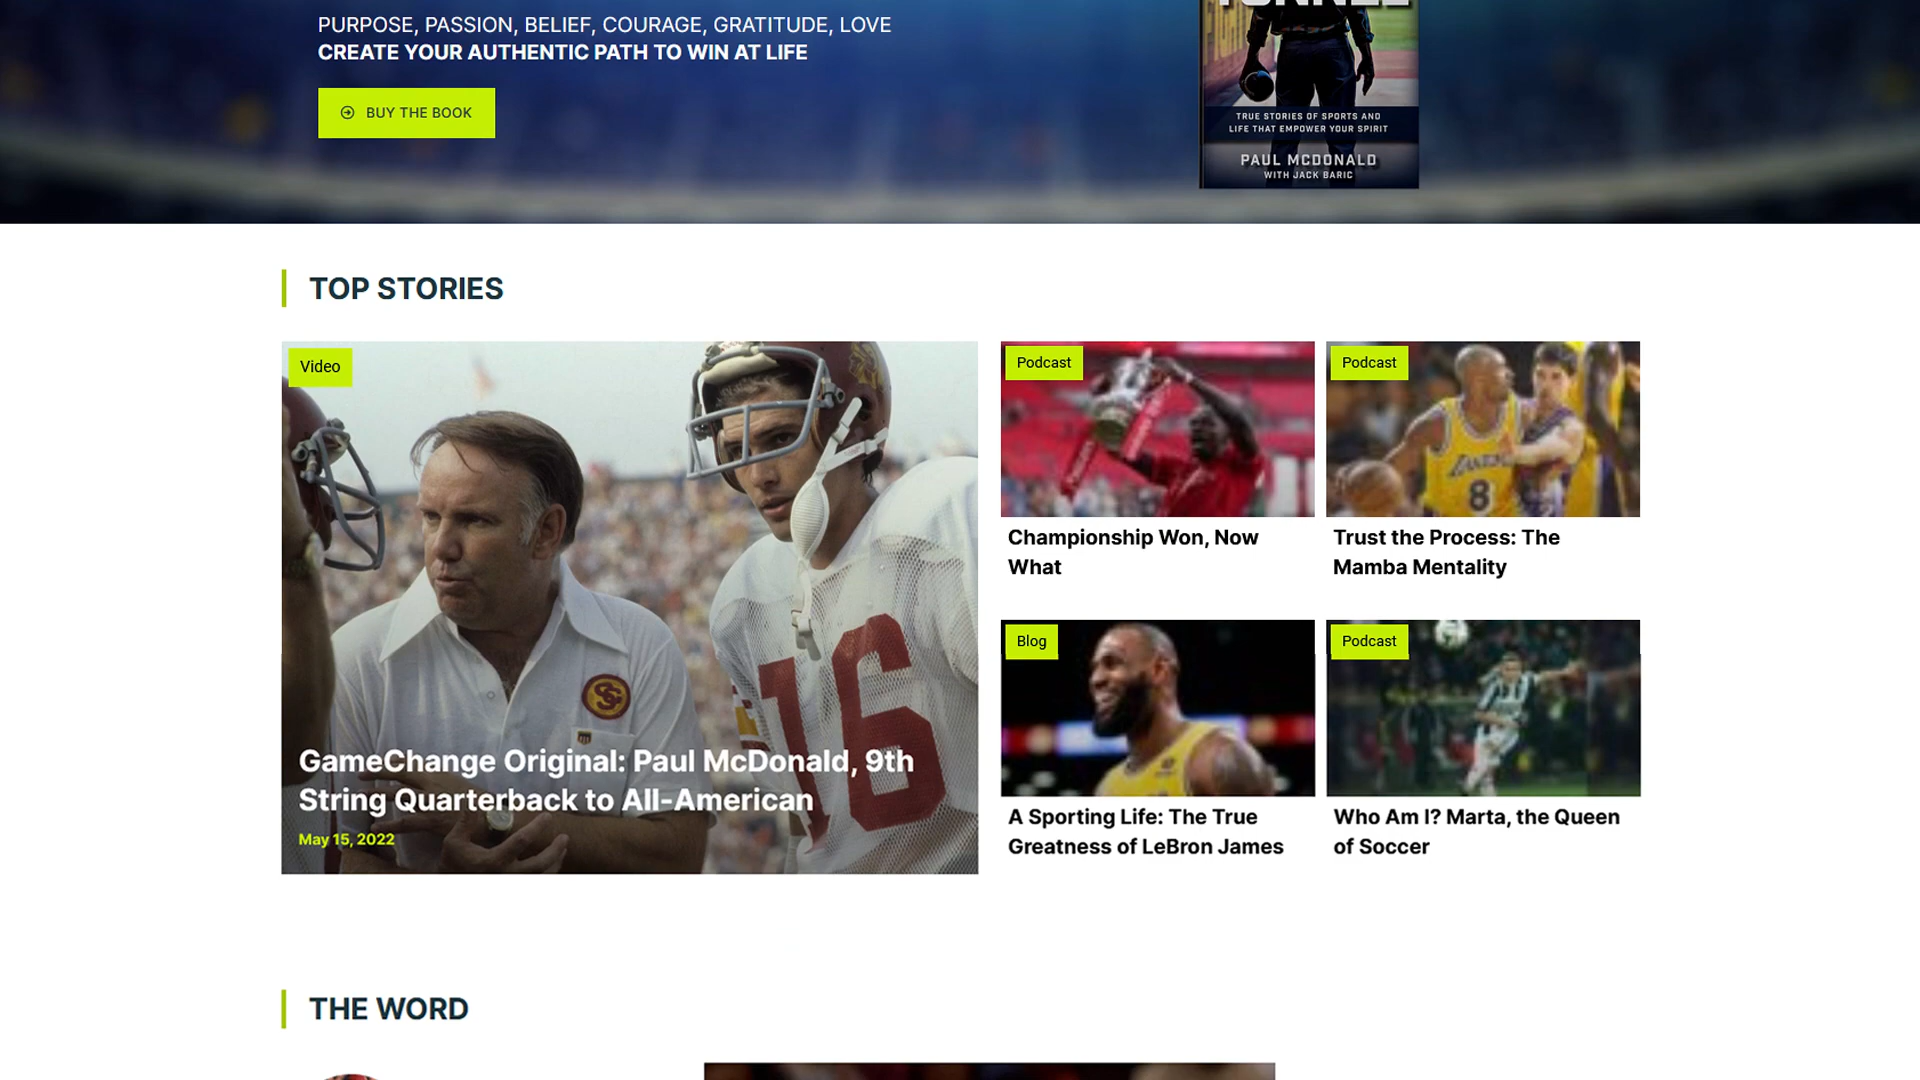 PURPOSE, PASSION, BELIEF, COURAGE, GRATITUDE, LOVE
CREATE YOUR AUTHENTIC PATH TO WIN AT LIFE
BUY THE BOOK
TRUE STORIES OF SPORTS AND
LIFE THAT EMPOWER YOUR SPIRIT
PAUL MCDONALD
WITH JACK BARIC
TOP STORIES
Video
SC
16
GameChange Original: Paul McDonald, 9th
String Quarterback to All-American
May 15, 2022
Podcast
Championship Won, Now
What
Podcast
LAKERS
8
Trust the Process: The
Mamba Mentality
Blog
A Sporting Life: The True
Greatness of LeBron James
Podcast
Who Am I? Marta, the Queen
of Soccer
THE WORD